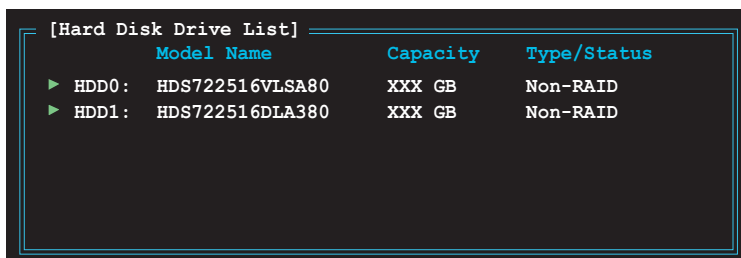 [Hard Disk Drive List]
Model Name Capacity Type/Status
HDD0: HDS722516VLSA80 XXX GB Non-RAID
HDD1: HDS722516DLA380 XXX GB Non-RAID